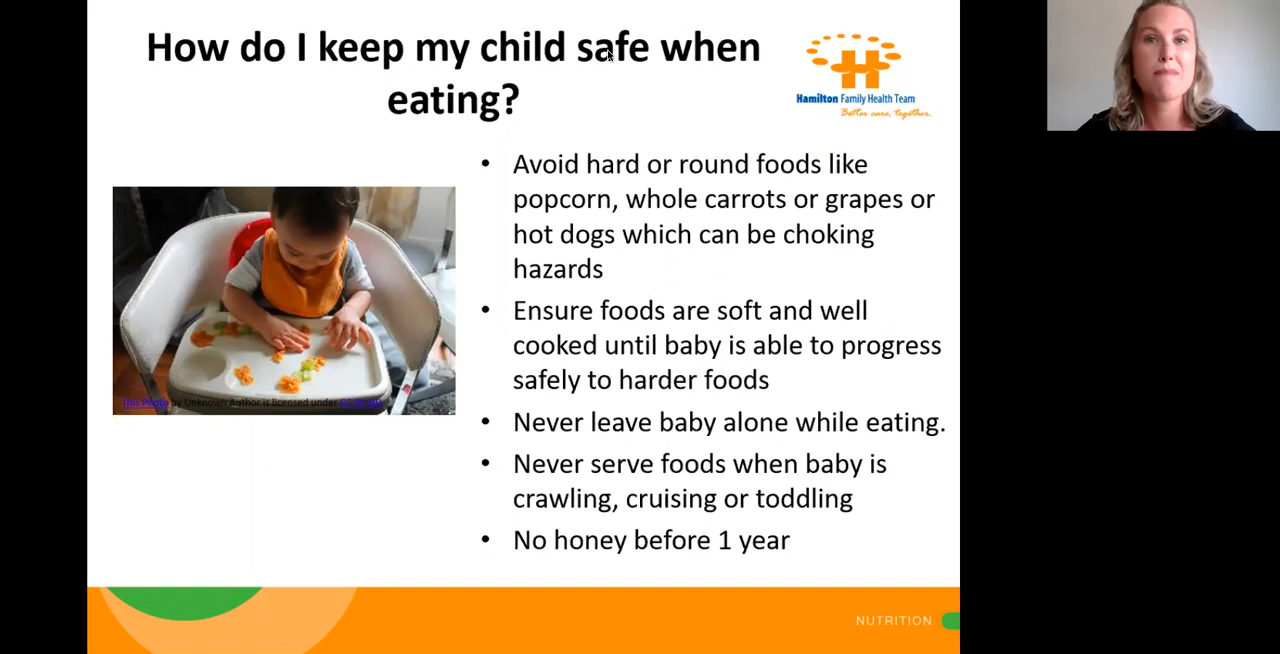 How do I keep my child safe when
eating?
Hamilton Family Health Team
Better care, together.
• Avoid hard or round foods like
popcorn, whole carrots or grapes or
hot dogs which can be choking
hazards
• Ensure foods are soft and well
cooked until baby is able to progress
safely to harder foods
• Never leave baby alone while eating.
• Never serve foods when baby is
crawling, cruising or toddling
• No honey before 1 year
This Photo by Unknown Author is licensed under
NUTRITION